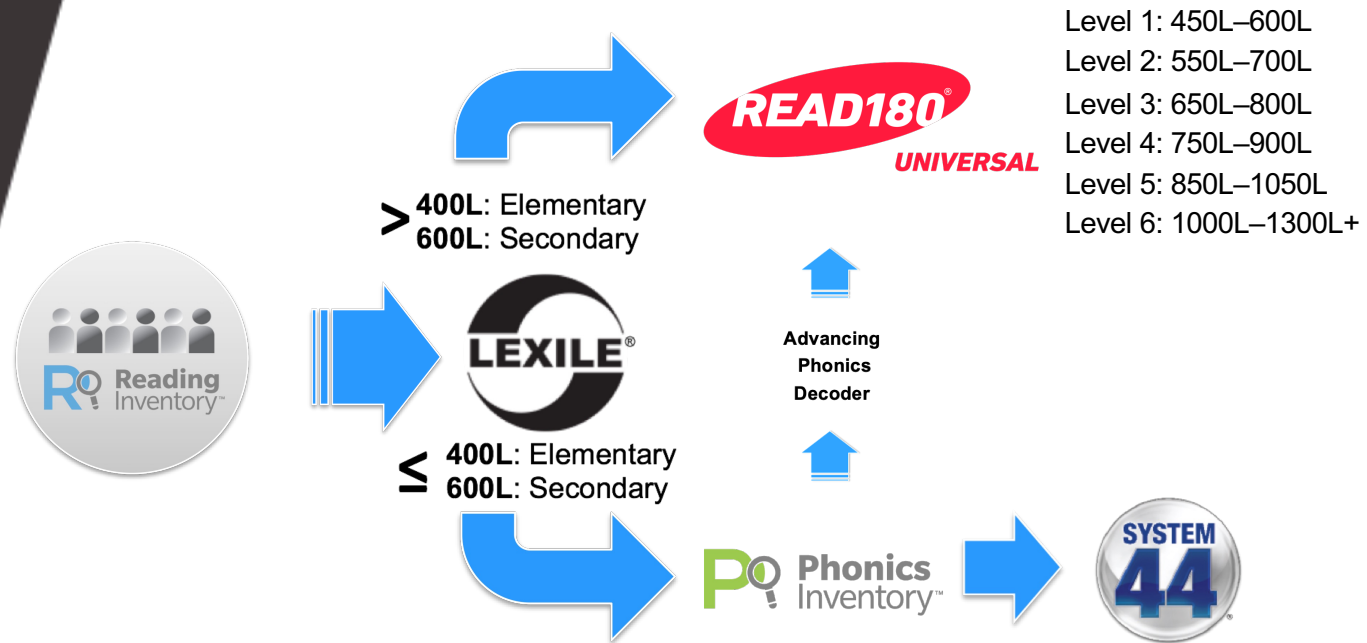 Level 1: 450L–600L
Level 2: 550L–700L
Level 3: 650L–800L
Level 4: 750L–900L
Level 5: 850L–1050L
Level 6: 1000L–1300L+
READ180®
UNIVERSAL
> 400L: Elementary
600L: Secondary
Reading
Inventory™
LEXILE®
Advancing
Phonics
Decoder
≤ 400L: Elementary
600L: Secondary
Phonics
Inventory™
SYSTEM
44®